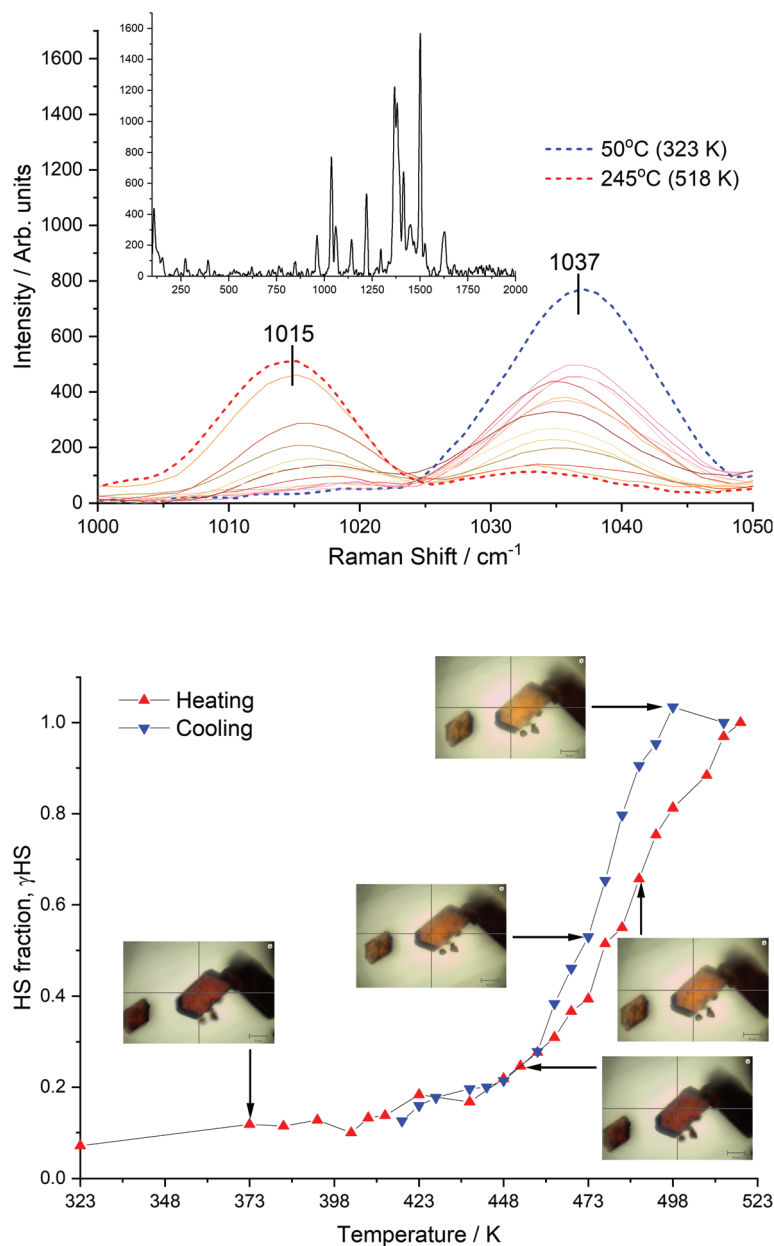 1600
1400
1200
1000
800
600
400
200
0
Intensity / Arb. units
1600
1400
1200
1000
800
600
400
200
0
250 500 750 1000 1250 1500 1750 2000
50°C (323 K)
245°C (518 K)
1015
1037
1000 1010 1020 1030 1040 1050
Raman Shift / cm-1
Heating
Cooling
1.0
0.8
0.6
0.4
0.2
0.0
HS fraction, γHS
323 348 373 398 423 448 473 498 523
Temperature / K